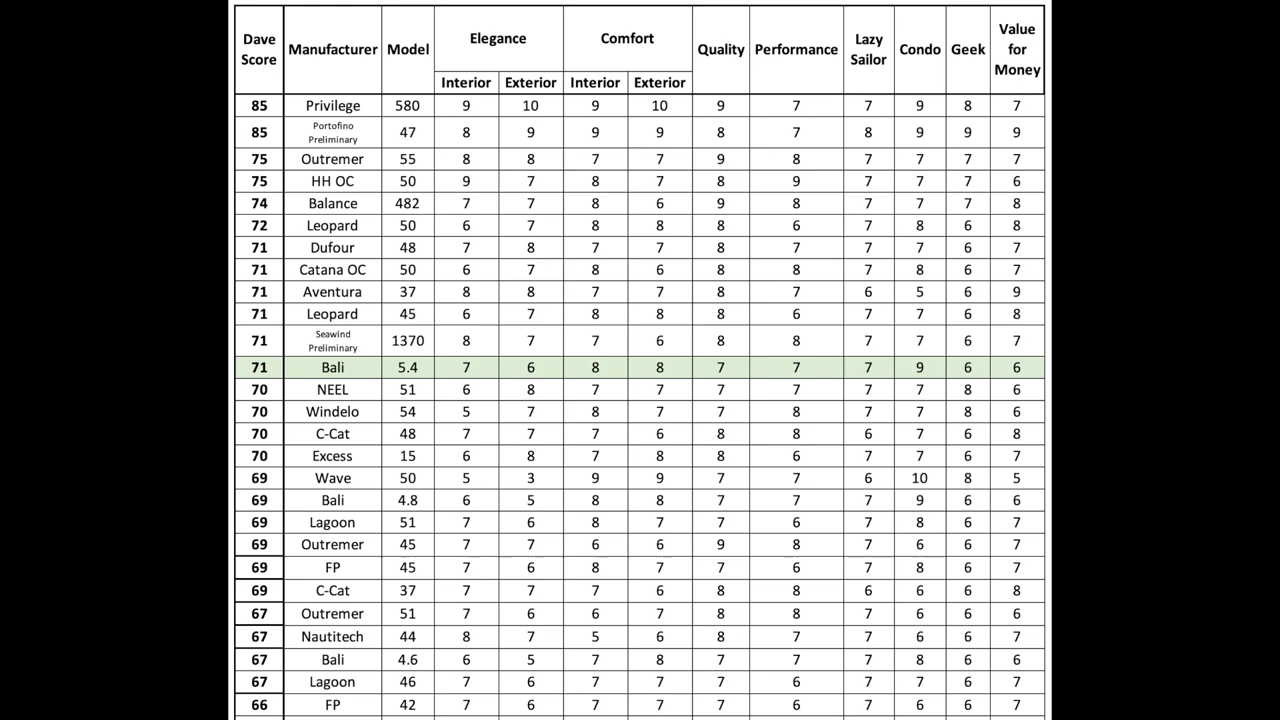 Dave Score Manufacturer Model Elegance Comfort Quality Performance Lazy Sailor Condo Geek Value for Money
Interior Exterior Interior Exterior
85 Privilege 580 9 10 9 10 9 7 7 9 8 7
85 Portofino Preliminary 47 8 9 9 9 8 7 8 9 9 9
75 Outremer 55 8 8 7 7 9 8 7 7 7 7
75 HH OC 50 9 7 8 7 8 9 7 7 7 6
74 Balance 482 7 7 8 6 9 8 7 7 7 8
72 Leopard 50 6 7 8 8 8 6 7 8 6 8
71 Dufour 48 7 8 7 7 8 7 7 7 6 7
71 Catana OC 50 6 7 8 6 8 8 7 8 6 7
71 Aventura 37 8 8 7 7 8 7 6 5 6 9
71 Leopard 45 6 7 8 8 8 6 7 7 6 8
71 Seawind Preliminary 1370 8 7 7 6 8 8 7 7 6 7
71 Bali 5.4 7 6 8 8 7 7 7 9 6 6
70 NEEL 51 6 8 7 7 7 7 7 7 8 6
70 Windelo 54 5 7 8 7 7 8 7 7 8 6
70 C-Cat 48 7 7 7 6 8 8 6 7 6 8
70 Excess 15 6 8 7 8 8 6 7 7 6 7
69 Wave 50 5 3 9 9 7 7 6 10 8 5
69 Bali 4.8 6 5 8 8 7 7 7 9 6 6
69 Lagoon 51 7 6 8 7 7 6 7 8 6 7
69 Outremer 45 7 7 6 6 9 8 7 6 6 7
69 FP 45 7 6 8 7 7 6 7 8 6 7
69 C-Cat 37 7 7 7 6 8 8 6 6 6 8
67 Outremer 51 7 6 6 7 8 8 7 6 6 6
67 Nautitech 44 8 7 5 6 8 7 7 6 6 7
67 Bali 4.6 6 5 7 8 7 7 7 8 6 6
67 Lagoon 46 7 6 7 7 7 6 7 7 6 7
66 FP 42 7 6 7 7 7 6 7 6 6 7